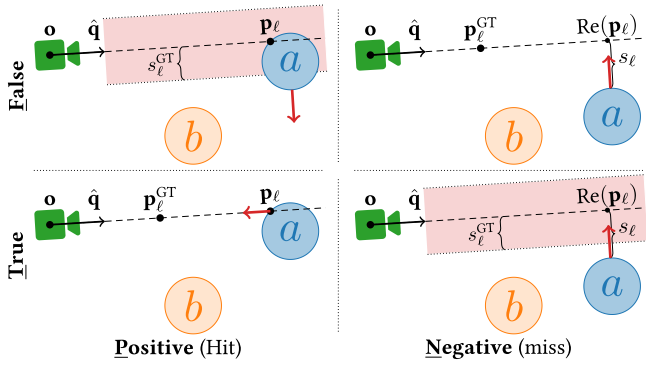 o q̂ p_ℓ
s_ℓ^GT
a
b
False
o q̂ p_ℓ^GT Re(p_ℓ)
s_ℓ
a
b
o q̂ p_ℓ^GT p_ℓ
a
b
True
o q̂ Re(p_ℓ)
s_ℓ^GT s_ℓ
a
b
Positive (Hit)
Negative (miss)